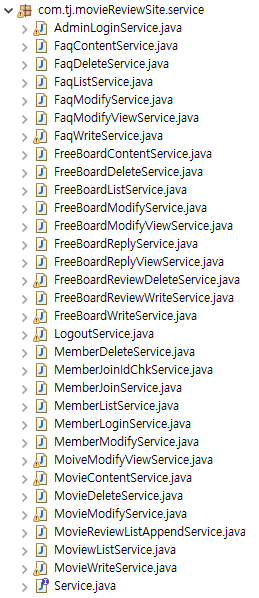 com.tj.movieReviewSite.service
AdminLoginService.java
FaqContentService.java
FaqDeleteService.java
FaqListService.java
FaqModifyService.java
FaqModifyViewService.java
FaqWriteService.java
FreeBoardContentService.java
FreeBoardDeleteService.java
FreeBoardListService.java
FreeBoardModifyService.java
FreeBoardModifyViewService.java
FreeBoardReplyService.java
FreeBoardReplyViewService.java
FreeBoardReviewDeleteService.java
FreeBoardReviewWriteService.java
FreeBoardWriteService.java
LogoutService.java
MemberDeleteService.java
MemberJoinIdChkService.java
MemberJoinService.java
MemberListService.java
MemberLoginService.java
MemberModifyService.java
MoiveModifyViewService.java
MovieContentService.java
MovieDeleteService.java
MovieModifyService.java
MovieReviewListAppendService.java
MoviewListService.java
MovieWriteService.java
Service.java